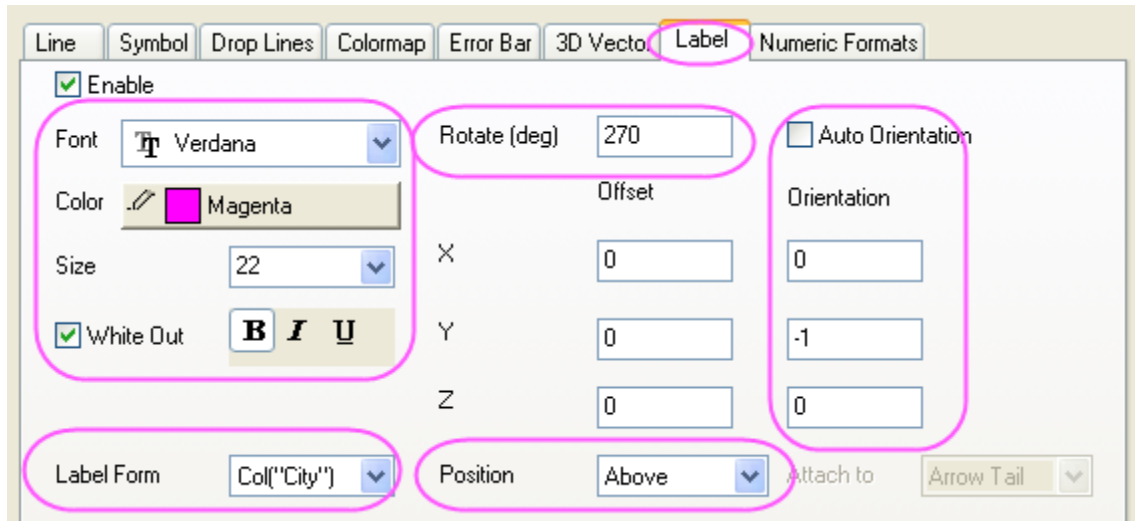 Line Symbol Drop Lines Colormap Error Bar 3D Vector Label Numeric Formats
Enable
Font Verdana Rotate (deg) 270 Auto Orientation
Offset Orientation
Color Magenta
Size 22 X 0 0
White Out B I U Y 0 -1
Z 0 0
Label Form Col("City") Position Above Attach to Arrow Tail